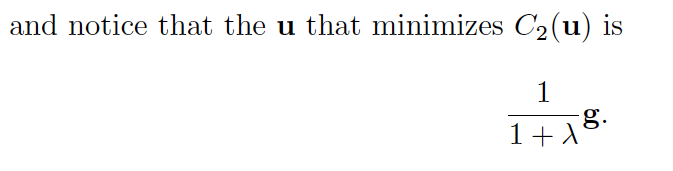 and notice that the u that minimizes C₂(u) is
1
1 + λ g.